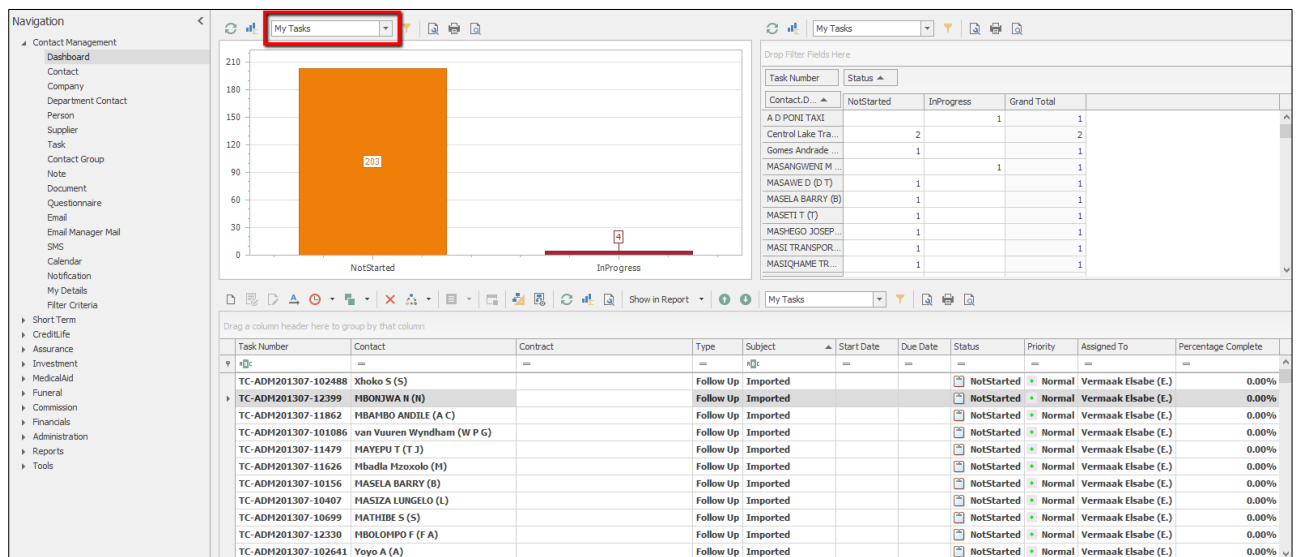 Navigation
Contact Management
Dashboard
Contact
Company
Department Contact
Person
Supplier
Task
Contact Group
Note
Document
Questionnaire
Email
Email Manager Mail
SMS
Calendar
Notification
My Details
Filter Criteria
Short Term
CreditLife
Assurance
Investment
MedicalAid
Funeral
Commission
Financials
Administration
Reports
Tools
My Tasks
210
180
150
120
90
60
30
0
203
4
NotStarted InProgress
My Tasks
Drop Filter Fields Here
Task Number Status
Contact.D... NotStarted InProgress Grand Total
A D PONI TAXI 1 1
Centrol Lake Tra... 2 2
Gomes Andrade ... 1 1
MASANGWENI M ... 1 1
MASAWE D (D T) 1 1
MASELA BARRY (B) 1 1
MASETI T (T) 1 1
MASHEGO JOSEP... 1 1
MASI TRANSPOR... 1 1
MASIQHAME TR... 1 1
Show in Report My Tasks
Drag a column header here to group by that column
Task Number Contact Contract Type Subject Start Date Due Date Status Priority Assigned To Percentage Complete
TC-ADM201307-102488 Xhoko S (S) Follow Up Imported NotStarted Normal Vermaak Elsabe (E.) 0.00%
TC-ADM201307-12399 MBONJWA N (N) Follow Up Imported NotStarted Normal Vermaak Elsabe (E.) 0.00%
TC-ADM201307-11862 MBAMBO ANDILE (A C) Follow Up Imported NotStarted Normal Vermaak Elsabe (E.) 0.00%
TC-ADM201307-101086 van Vuuren Wyndham (W P G) Follow Up Imported NotStarted Normal Vermaak Elsabe (E.) 0.00%
TC-ADM201307-11479 MAYEPU T (T J) Follow Up Imported NotStarted Normal Vermaak Elsabe (E.) 0.00%
TC-ADM201307-11626 Mbadla Mzoxolo (M) Follow Up Imported NotStarted Normal Vermaak Elsabe (E.) 0.00%
TC-ADM201307-10156 MASELA BARRY (B) Follow Up Imported NotStarted Normal Vermaak Elsabe (E.) 0.00%
TC-ADM201307-10407 MASIZA LUNGELO (L) Follow Up Imported NotStarted Normal Vermaak Elsabe (E.) 0.00%
TC-ADM201307-10699 MATHIBE S (S) Follow Up Imported NotStarted Normal Vermaak Elsabe (E.) 0.00%
TC-ADM201307-12330 MBOLOMPO F (F A) Follow Up Imported NotStarted Normal Vermaak Elsabe (E.) 0.00%
TC-ADM201307-102641 Yoyo A (A) Follow Up Imported NotStarted Normal Vermaak Elsabe (E.) 0.00%